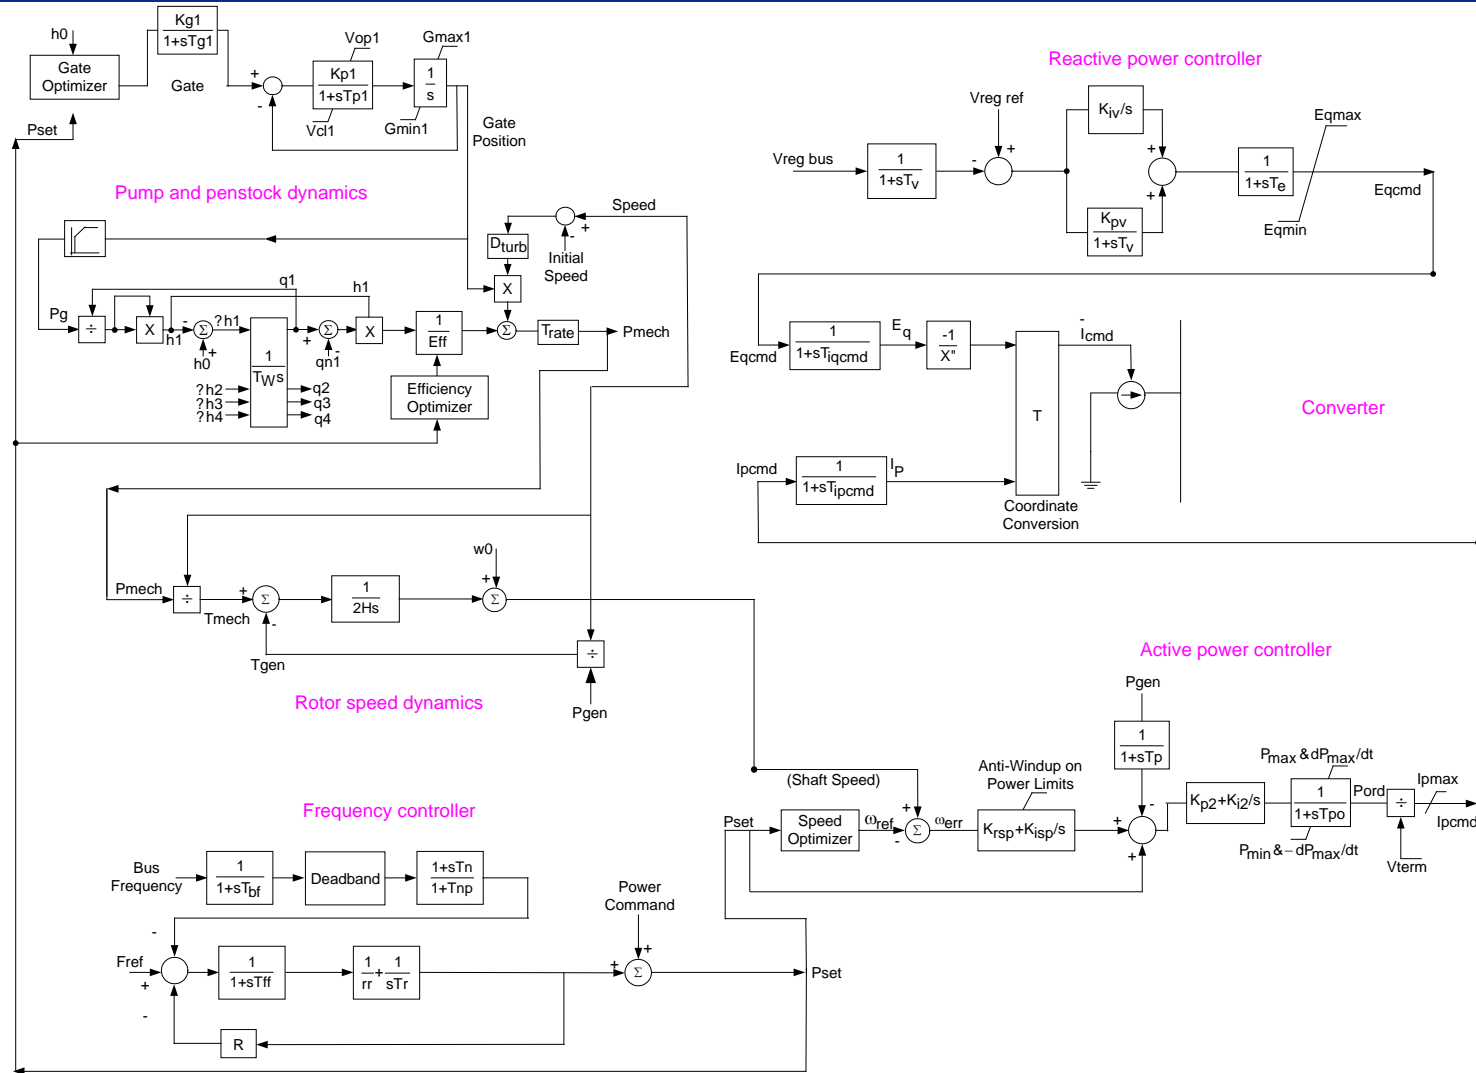 Kg1
1+sTg1
h0
Gate
Optimizer
Gate
Pset
+
-
Vop1
Kp1
1+sTp1
Vcl1
Gmax1
1
s
Gmin1
Gate
Position
Pump and penstock dynamics
Speed
+
-
Initial
Speed
Dturb
X
Pg
÷
X
h1
-
Σ
+
h0
?h1
q1
1
TWs
?h2
?h3
?h4
q2
q3
q4
+
Σ
-
qn1
h1
X
1
Eff
Efficiency
Optimizer
Σ
Trate
Pmech
Pmech
÷
Tmech
+
Σ
-
Tgen
1
2Hs
w0
+
Σ
÷
Pgen
Rotor speed dynamics
Frequency controller
Bus
Frequency
1
1+sTbf
Deadband
1+sTn
1+Tnp
-
Fref
+
-
1
1+sTff
1
rr
+
1
sTr
R
Power
Command
+
+
Σ
Pset
Reactive power controller
Vreg ref
Vreg bus
1
1+sTv
-
+
Kiv/s
Kpv
1+sTv
+
+
1
1+sTe
Eqmax
Eqmin
Eqcmd
Eqcmd
1
1+sTiqcmd
Eq
-1
X"
T
-
Icmd
Converter
Ipcmd
1
1+sTipcmd
IP
Coordinate
Conversion
Active power controller
Pgen
1
1+sTp
(Shaft Speed)
Anti-Windup on
Power Limits
Pset
Speed
Optimizer
ωref
+
-
Σ
ωerr
Krsp+Kisp/s
+
-
+
Kp2+Ki2/s
Pmax & dPmax/dt
1
1+sTpo
Pmin & – dPmax/dt
Pord
÷
Vterm
Ipmax
Ipcmd